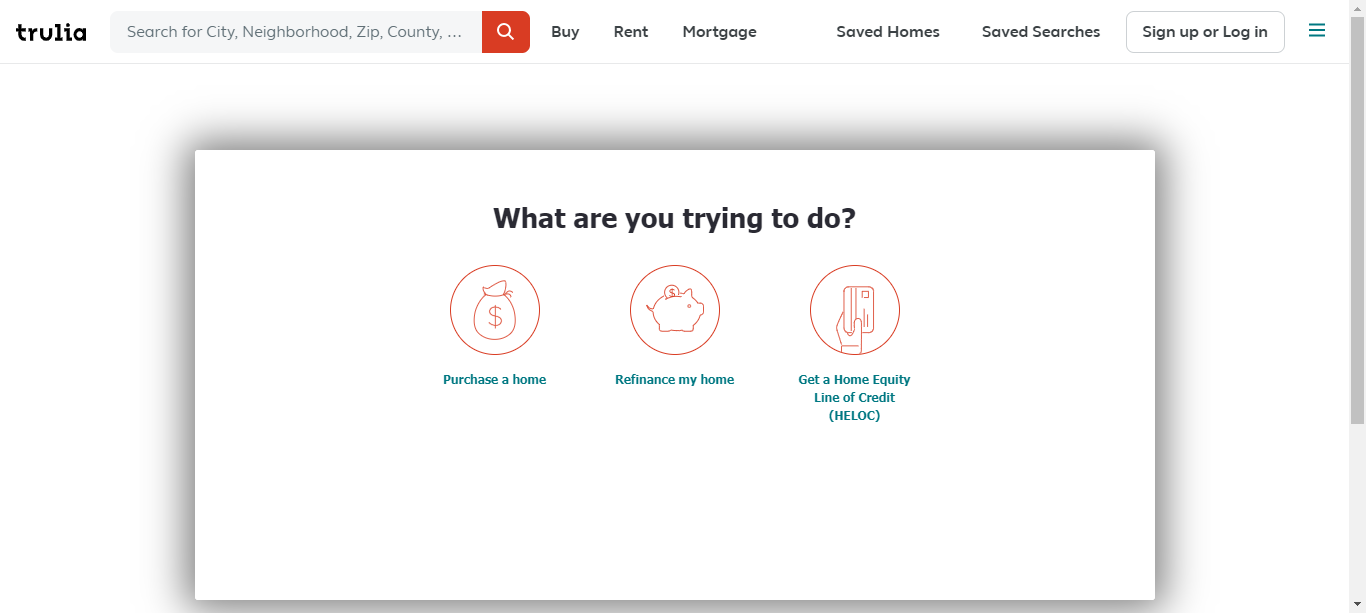 trulia
Search for City, Neighborhood, Zip, County, ...
Buy
Rent
Mortgage
Saved Homes
Saved Searches
Sign up or Log in
What are you trying to do?
$
$
Purchase a home
Refinance my home
Get a Home Equity
Line of Credit
(HELOC)